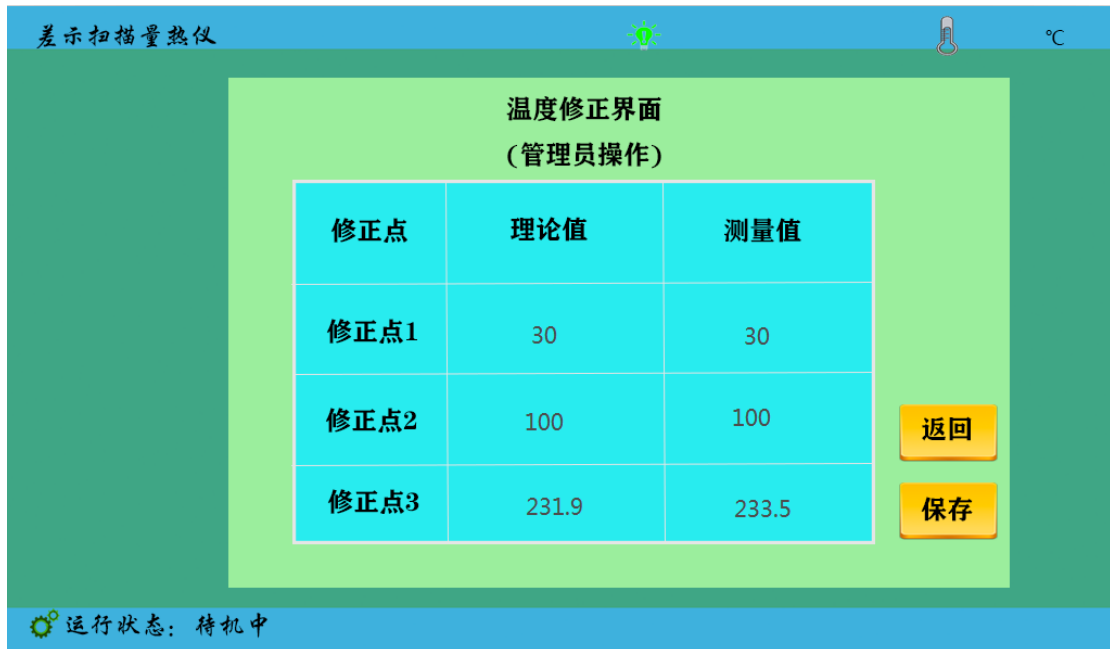 差示扫描量热仪 ℃
温度修正界面
(管理员操作)
修正点 理论值 测量值
修正点1 30 30
修正点2 100 100
返回
修正点3 231.9 233.5
保存
运行状态：待机中